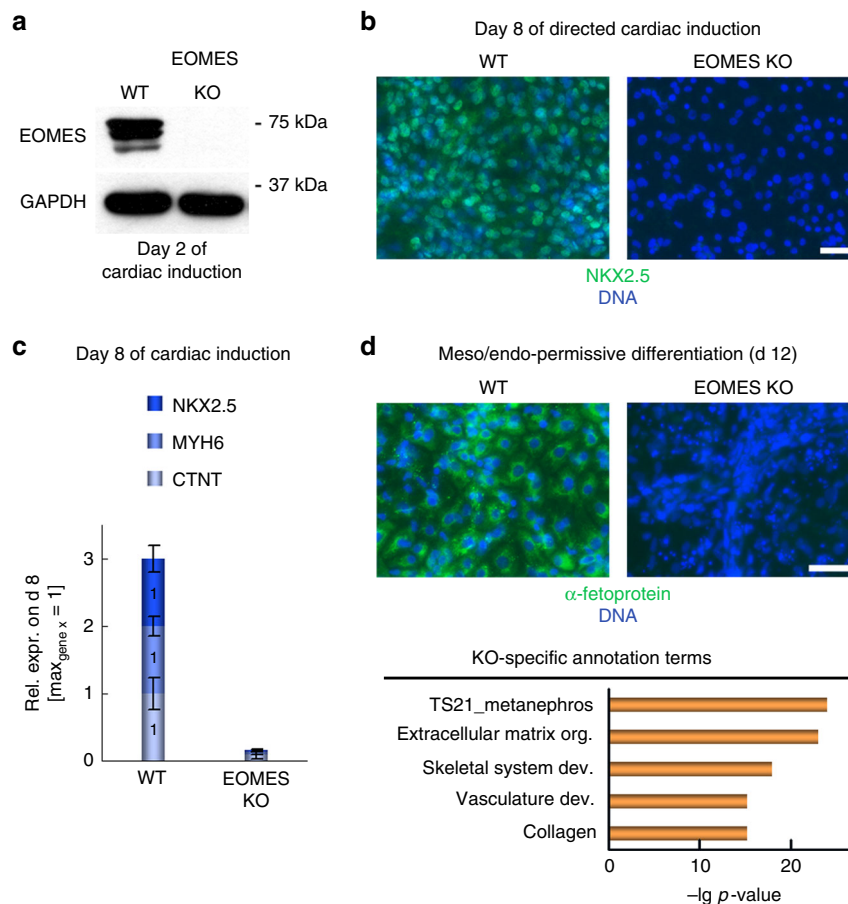 a
EOMES
WT
KO
EOMES
- 75 kDa
- 37 kDa
GAPDH
Day 2 of
cardiac induction
b
Day 8 of directed cardiac induction
WT
EOMES KO
NKX2.5
DNA
c
Day 8 of cardiac induction
NKX2.5
MYH6
CTNT
Rel. expr. on d 8
[max gene x = 1]
3
2
1
0
1
1
1
WT
EOMES
KO
d
Meso/endo-permissive differentiation (d 12)
WT
EOMES KO
α-fetoprotein
DNA
KO-specific annotation terms
TS21_metanephros
Extracellular matrix org.
Skeletal system dev.
Vasculature dev.
Collagen
0
10
20
–lg p-value